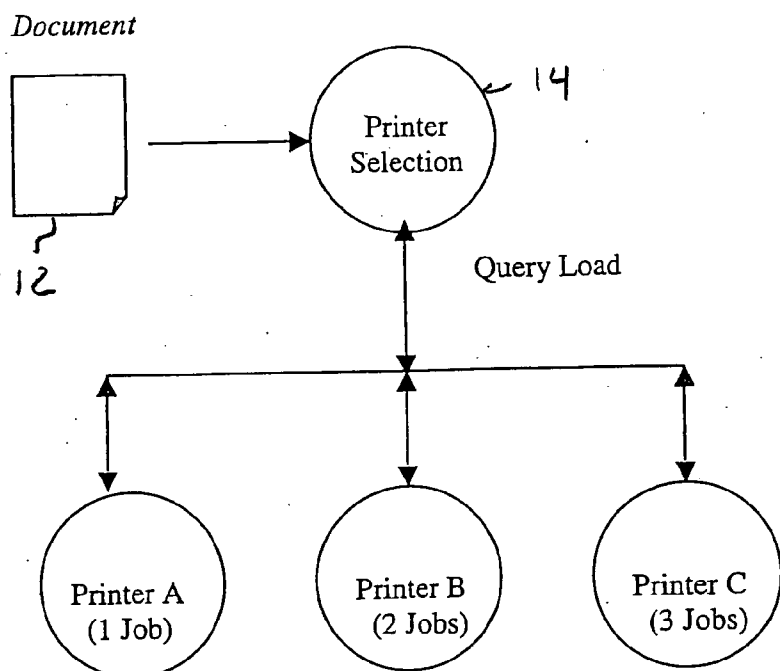 Document
14
Printer
Selection
12
Query Load
Printer A
(1 Job)
Printer B
(2 Jobs)
Printer C
(3 Jobs)